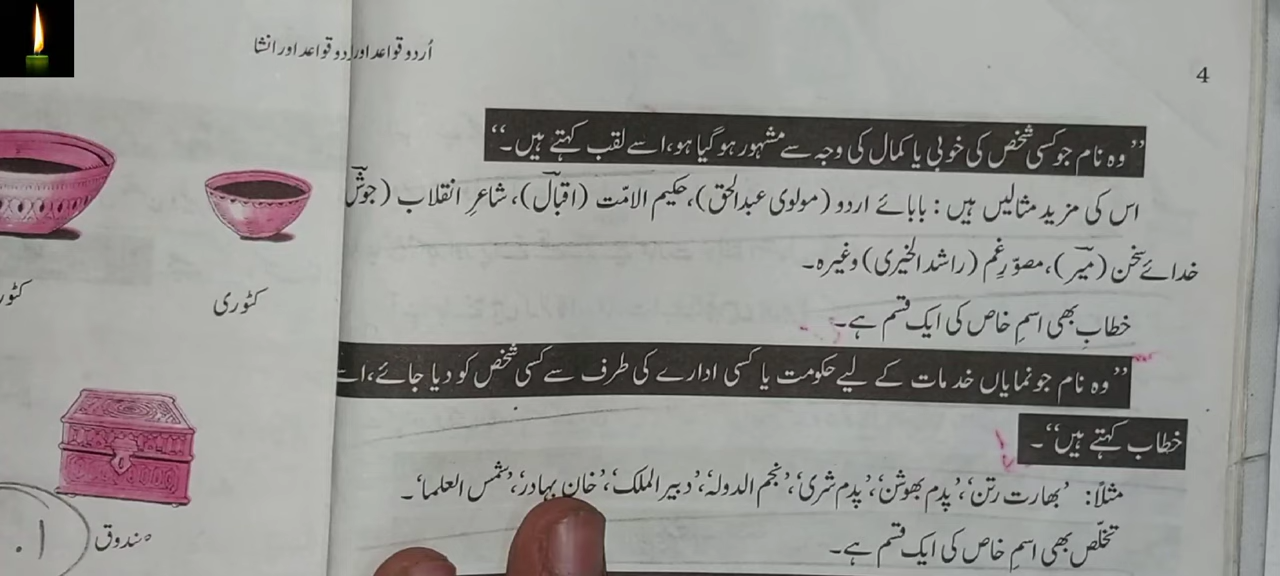 اُردو قواعد اور
دو قواعد اور انشا
4
”وہ نام جو کسی شخص کی خوبی یا کمال کی وجہ سے مشہور ہو گیا ہو، اسے لقب کہتے ہیں۔“
اس کی مزید مثالیں ہیں: بابائے اردو (مولوی عبدالحق)، حکیم الامّت (اقبالؔ)، شاعرِ انقلاب (جوشؔ
خدائے سخن (میرؔ)، مصوّرِ غم (راشد الخیری) وغیرہ۔
خطاب بھی اسمِ خاص کی ایک قسم ہے۔
”وہ نام جو نمایاں خدمات کے لیے حکومت یا کسی ادارے کی طرف سے کسی شخص کو دیا جائے، اسے
خطاب کہتے ہیں“۔
مثلاً: ’بھارت رتن‘، ’پدم بھوشن‘، ’پدم شری‘، ’نجم الدولہ‘، ’دبیر الملک‘، ’خان بہادر‘، ’شمس العلما‘۔
تخلّص بھی اسمِ خاص کی ایک قسم ہے۔
کٹوری
کٹور
صندوق
.1